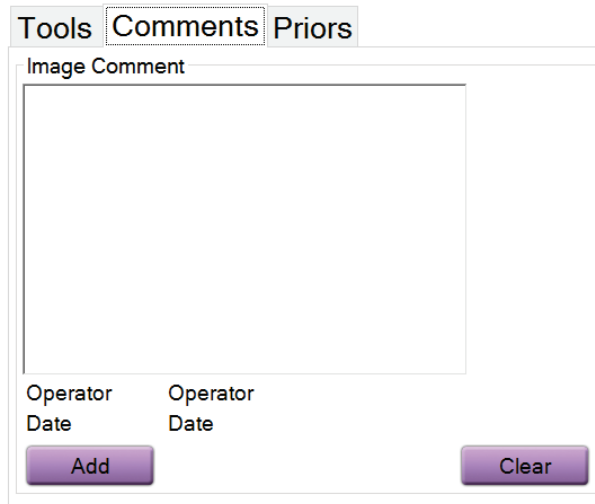 Tools Comments Priors
Image Comment
Operator Operator
Date Date
Add Clear